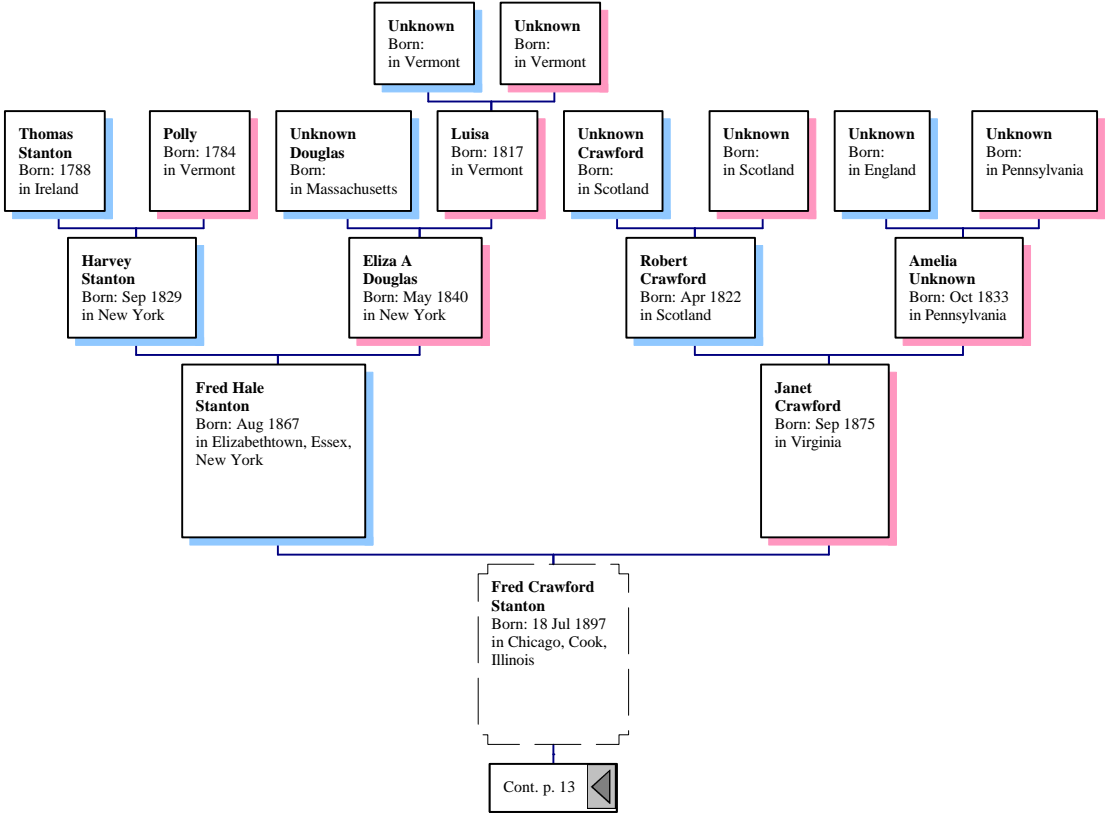 Unknown
Born:
in Vermont
Unknown
Born:
in Vermont
Thomas
Stanton
Born: 1788
in Ireland
Polly
Born: 1784
in Vermont
Unknown
Douglas
Born:
in Massachusetts
Luisa
Born: 1817
in Vermont
Unknown
Crawford
Born:
in Scotland
Unknown
Born:
in Scotland
Unknown
Born:
in England
Unknown
Born:
in Pennsylvania
Harvey
Stanton
Born: Sep 1829
in New York
Eliza A
Douglas
Born: May 1840
in New York
Robert
Crawford
Born: Apr 1822
in Scotland
Amelia
Unknown
Born: Oct 1833
in Pennsylvania
Fred Hale
Stanton
Born: Aug 1867
in Elizabethtown, Essex,
New York
Janet
Crawford
Born: Sep 1875
in Virginia
Fred Crawford
Stanton
Born: 18 Jul 1897
in Chicago, Cook,
Illinois
Cont. p. 13